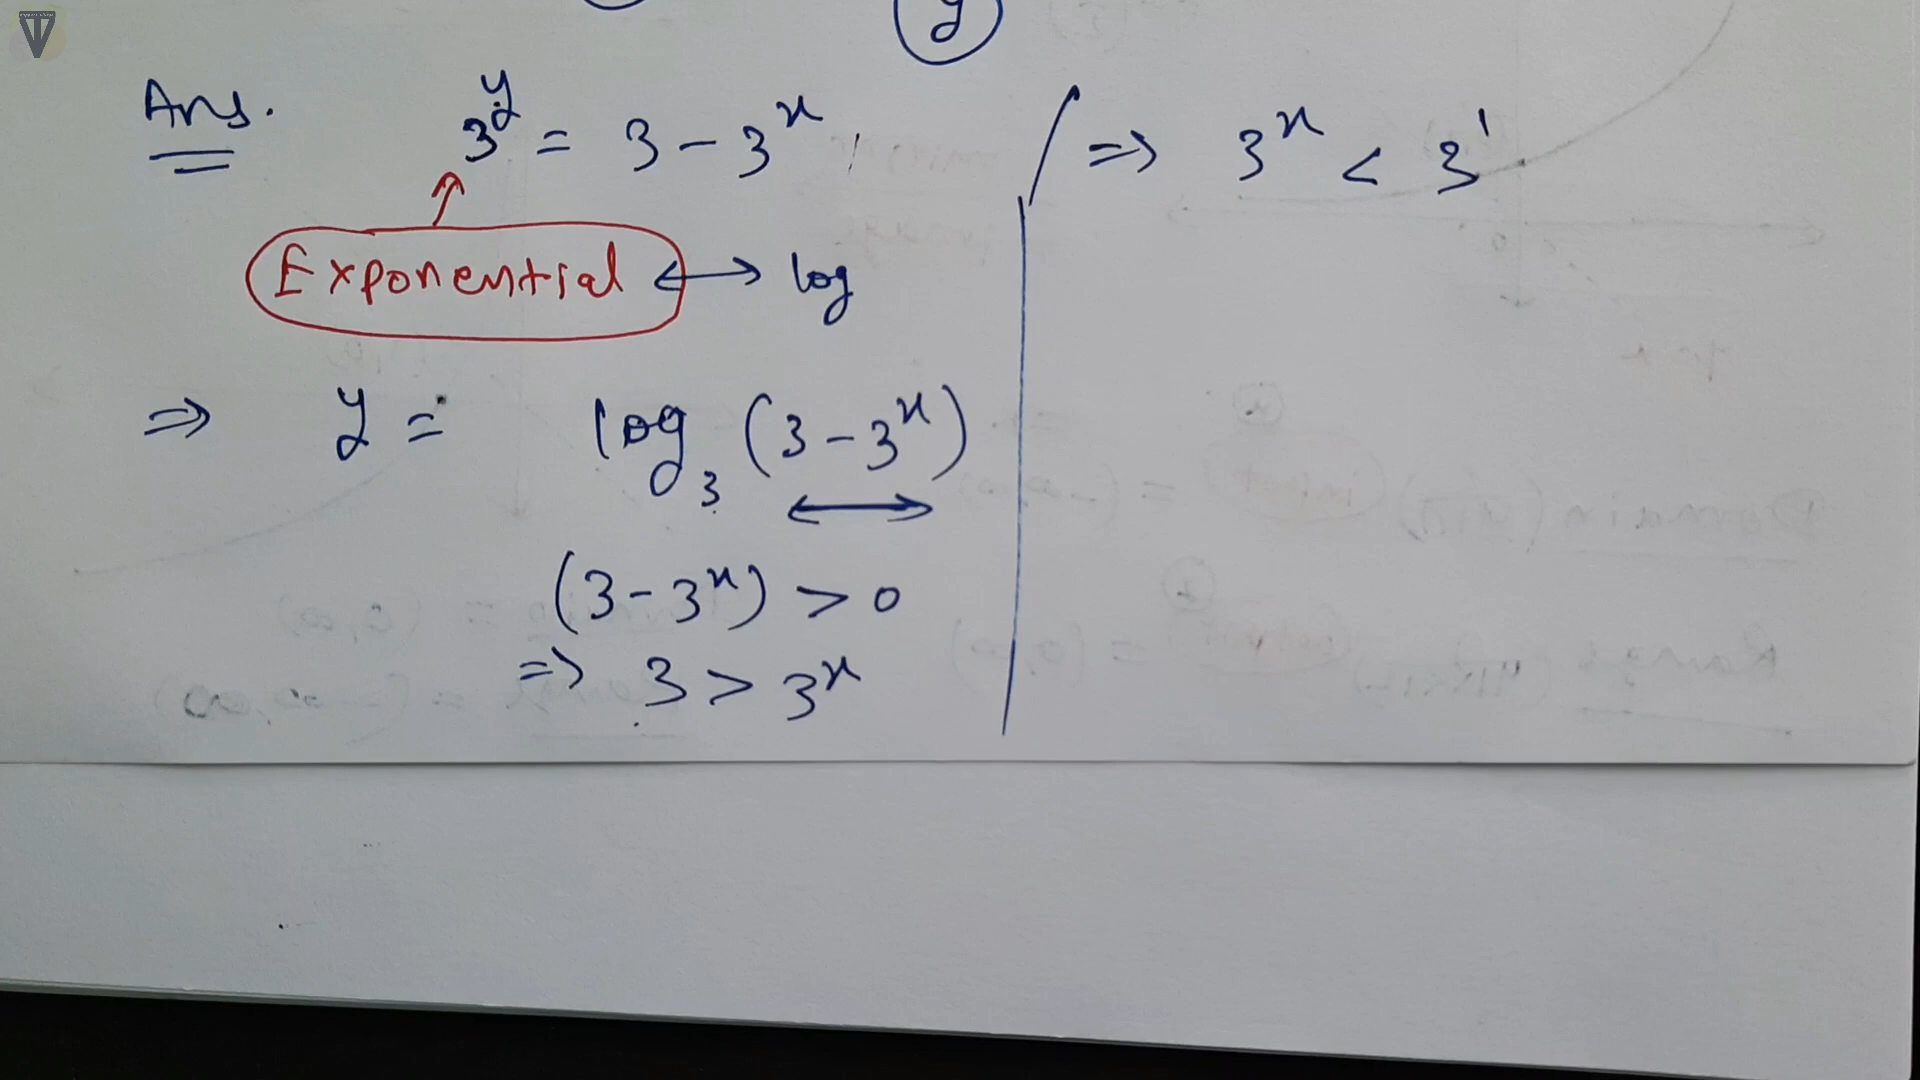 y
Ans. 3^y = 3 - 3^x
Exponential ↔ log
⇒ y = log_3 (3 - 3^x)
(3 - 3^x) > 0
⇒ 3 > 3^x
⇒ 3^x < 3^1